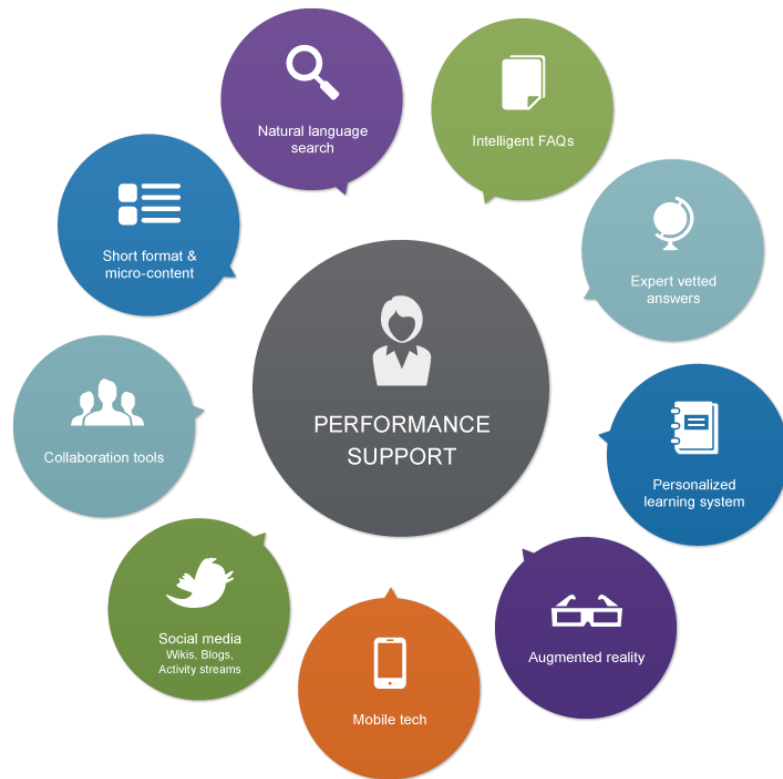 Natural language
search
Intelligent FAQs
Expert vetted
answers
Personalized
learning system
Augmented reality
Mobile tech
Social media
Wikis, Blogs,
Activity streams
Collaboration tools
Short format &
micro-content
PERFORMANCE
SUPPORT